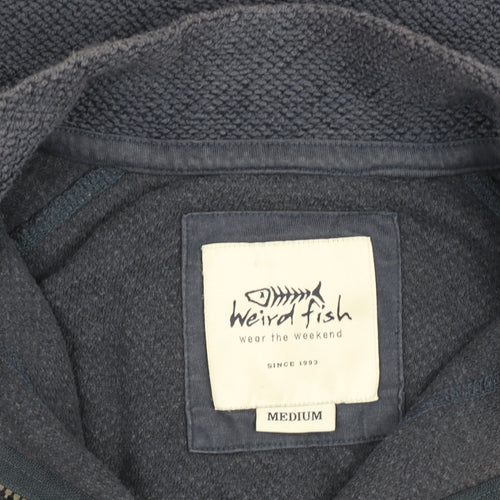 Weird fish
wear the weekend
SINCE 1993
MEDIUM